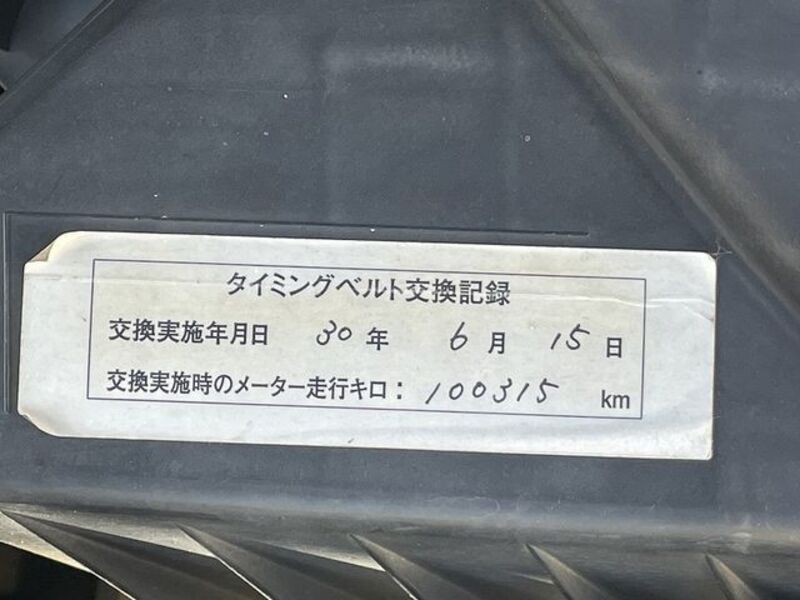 タイミングベルト交換記録
交換実施年月日 30年 6月 15日
交換実施時のメーター走行キロ: 100315 km